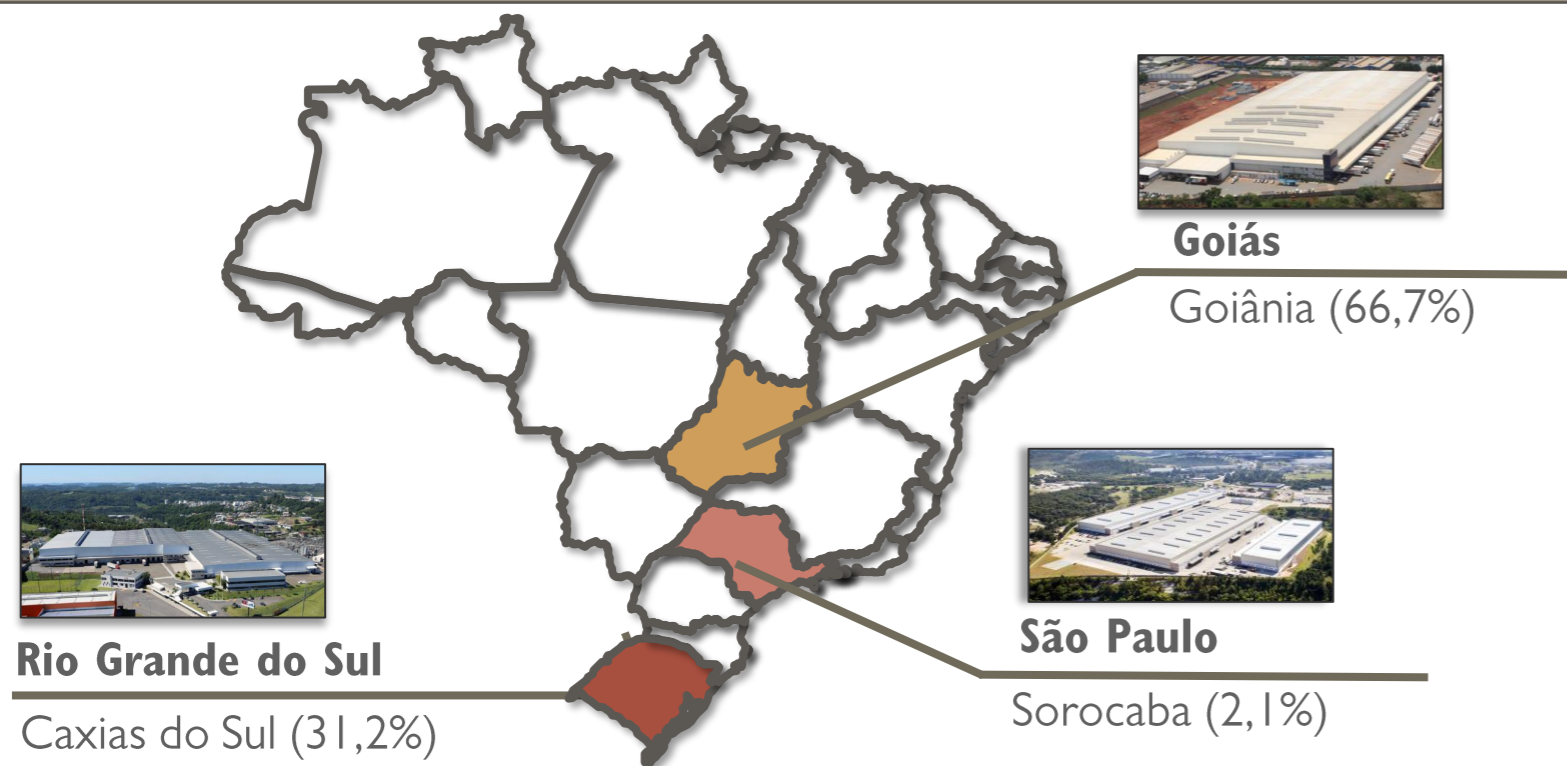 Goiás
Goiânia (66,7%)
São Paulo
Sorocaba (2,1%)
Rio Grande do Sul
Caxias do Sul (31,2%)